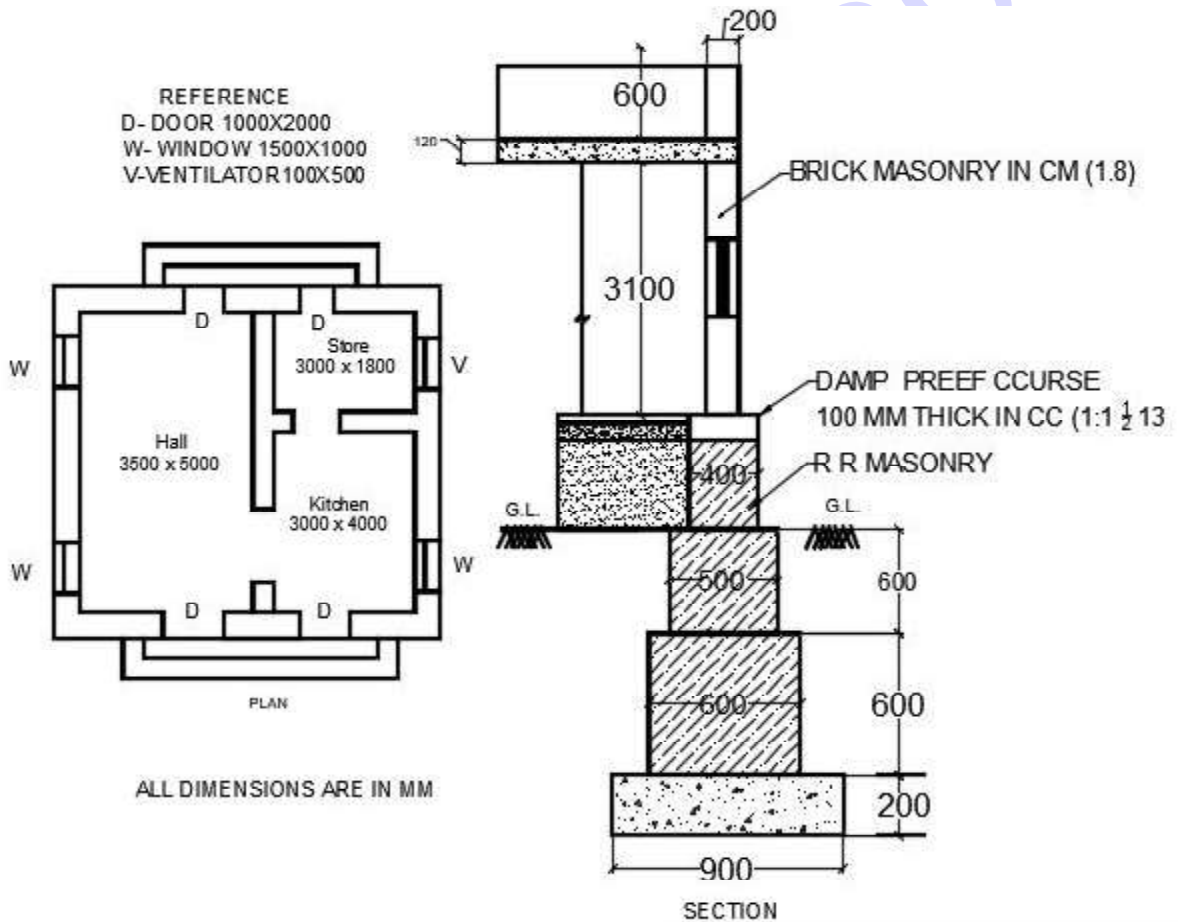 REFERENCE
D- DOOR 1000X2000
W- WINDOW 1500X1000
V-VENTILATOR100X500
200
600
120
BRICK MASONRY IN CM (1.8)
3100
DAMP PREEF CCURSE
100 MM THICK IN CC (1:1 ½ 13
R R MASONRY
400
G.L.
G.L.
500
600
600
600
200
900
SECTION
D
D
W
Store
3000 x 1800
V
Hall
3500 x 5000
Kitchen
3000 x 4000
W
W
D
D
PLAN
ALL DIMENSIONS ARE IN MM